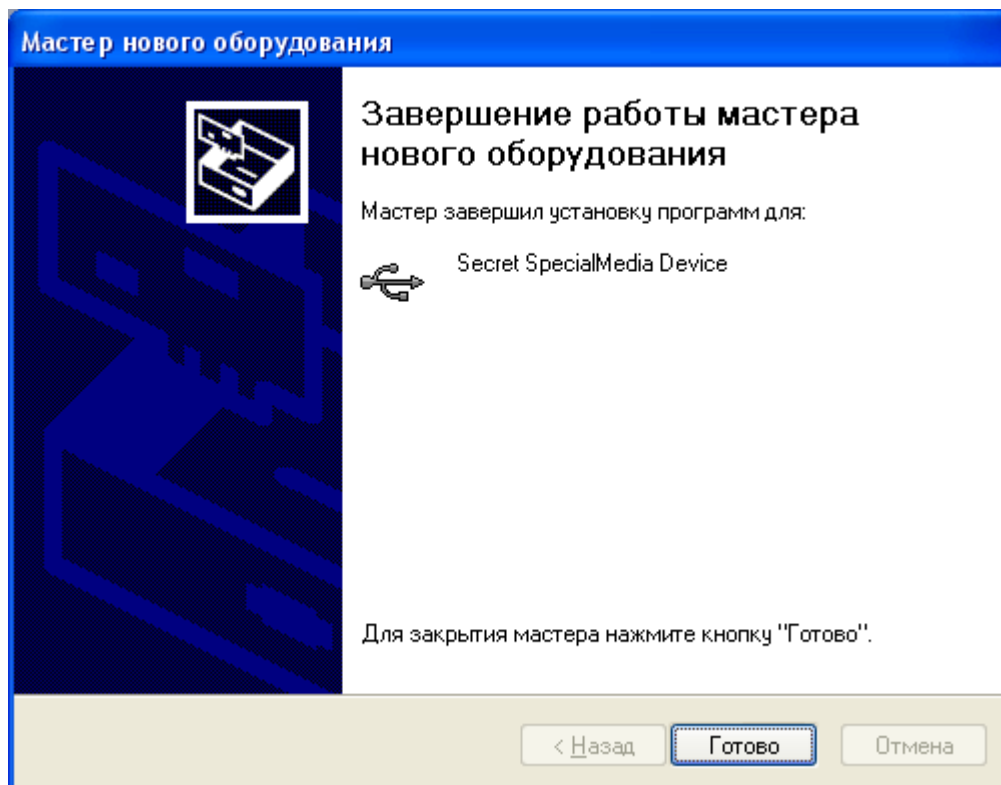 Мастер нового оборудования
Завершение работы мастера
нового оборудования
Мастер завершил установку программ для:
Secret SpecialMedia Device
Для закрытия мастера нажмите кнопку "Готово".
< Назад
Готово
Отмена